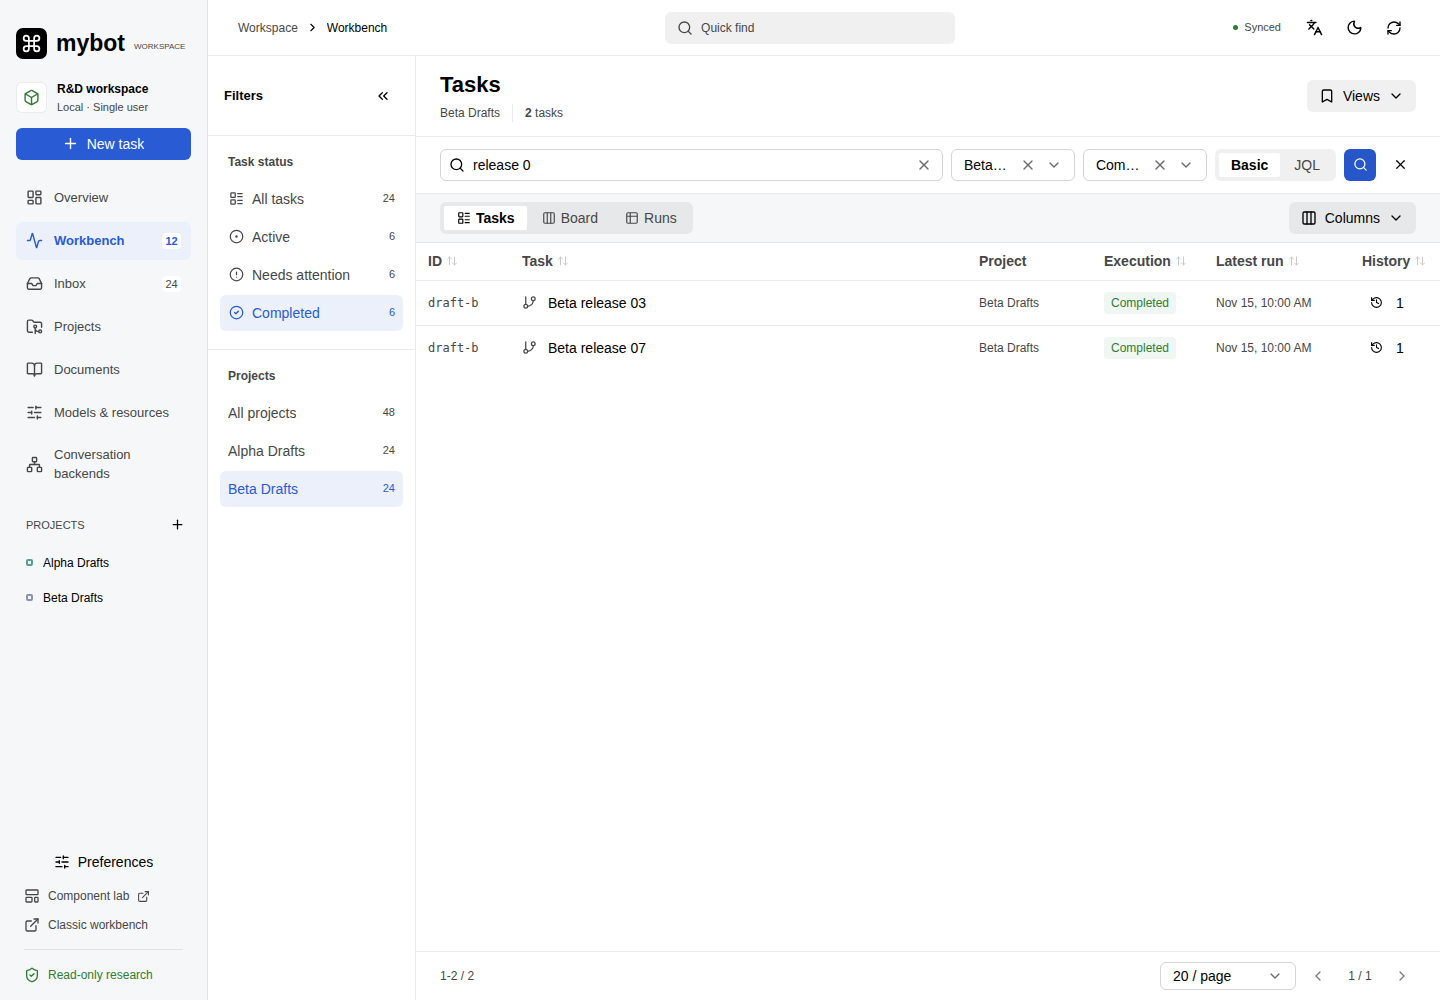 mybot WORKSPACE
R&D workspace
Local · Single user
New task
Overview
Workbench 12
Inbox 24
Projects
Documents
Models & resources
Conversation
backends
PROJECTS
Alpha Drafts
Beta Drafts
Preferences
Component lab
Classic workbench
Read-only research
Workspace Workbench
Quick find
Synced
Filters
Task status
All tasks 24
Active 6
Needs attention 6
Completed 6
Projects
All projects 48
Alpha Drafts 24
Beta Drafts 24
Tasks
Beta Drafts 2 tasks
Views
release 0
Beta…
Com…
Basic JQL
Tasks Board Runs
Columns
ID Task Project Execution Latest run History
draft-b Beta release 03 Beta Drafts Completed Nov 15, 10:00 AM 1
draft-b Beta release 07 Beta Drafts Completed Nov 15, 10:00 AM 1
1-2 / 2
20 / page
1 / 1